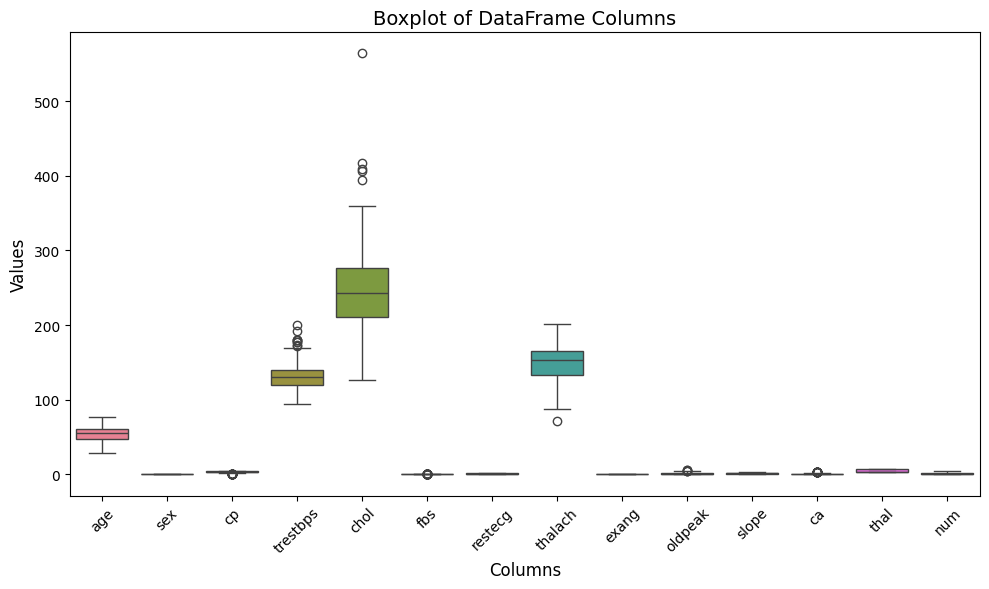 Boxplot of DataFrame Columns
Values
500
400
300
200
100
0
age sex cp trestbps chol fbs restecg thalach exang oldpeak slope ca thal num
Columns